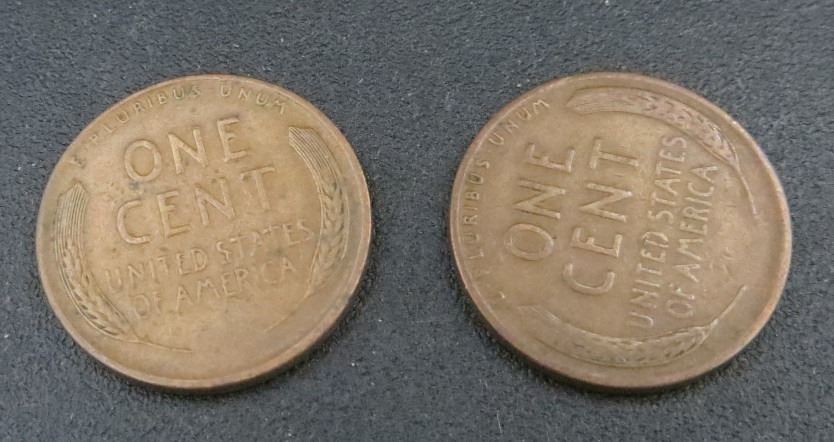 E PLURIBUS UNUM
ONE
CENT
UNITED STATES
OF AMERICA
E PLURIBUS UNUM
ONE
CENT
UNITED STATES
OF AMERICA